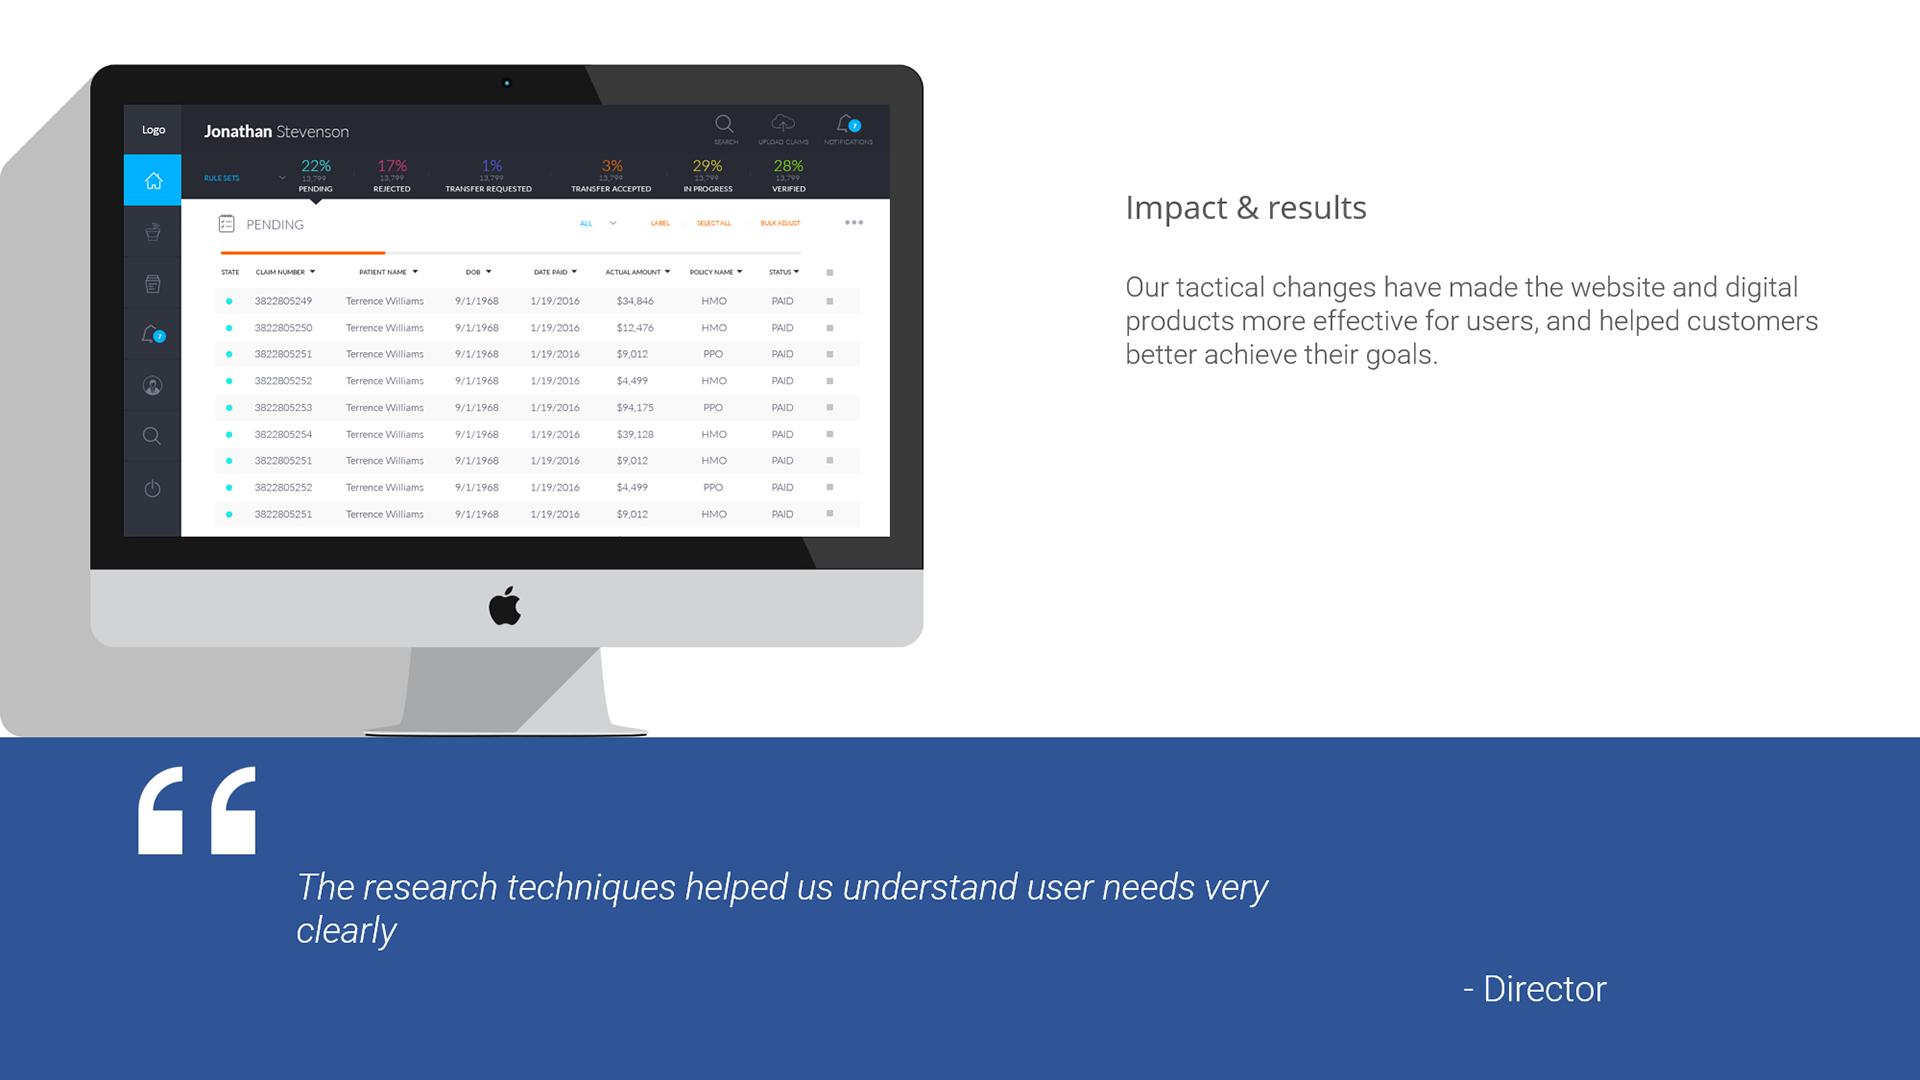 Logo
Jonathan Stevenson
SEARCH
UPLOAD CLAIMS
7
NOTIFICATIONS
RULE SETS
22%
13,799
PENDING
17%
13,799
REJECTED
1%
13,799
TRANSFER REQUESTED
3%
13,799
TRANSFER ACCEPTED
29%
13,799
IN PROGRESS
28%
13,799
VERIFIED
7
PENDING
ALL LABEL SELECT ALL BULK ADJUST
STATE CLAIM NUMBER PATIENT NAME DOB DATE PAID ACTUAL AMOUNT POLICY NAME STATUS
3822805249 Terrence Williams 9/1/1968 1/19/2016 $34,846 HMO PAID
3822805250 Terrence Williams 9/1/1968 1/19/2016 $12,476 HMO PAID
3822805251 Terrence Williams 9/1/1968 1/19/2016 $9,012 PPO PAID
3822805252 Terrence Williams 9/1/1968 1/19/2016 $4,499 HMO PAID
3822805253 Terrence Williams 9/1/1968 1/19/2016 $94,175 PPO PAID
3822805254 Terrence Williams 9/1/1968 1/19/2016 $39,128 HMO PAID
3822805251 Terrence Williams 9/1/1968 1/19/2016 $9,012 HMO PAID
3822805252 Terrence Williams 9/1/1968 1/19/2016 $4,499 PPO PAID
3822805251 Terrence Williams 9/1/1968 1/19/2016 $9,012 HMO PAID
Impact & results
Our tactical changes have made the website and digital
products more effective for users, and helped customers
better achieve their goals.
“
The research techniques helped us understand user needs very
clearly
- Director